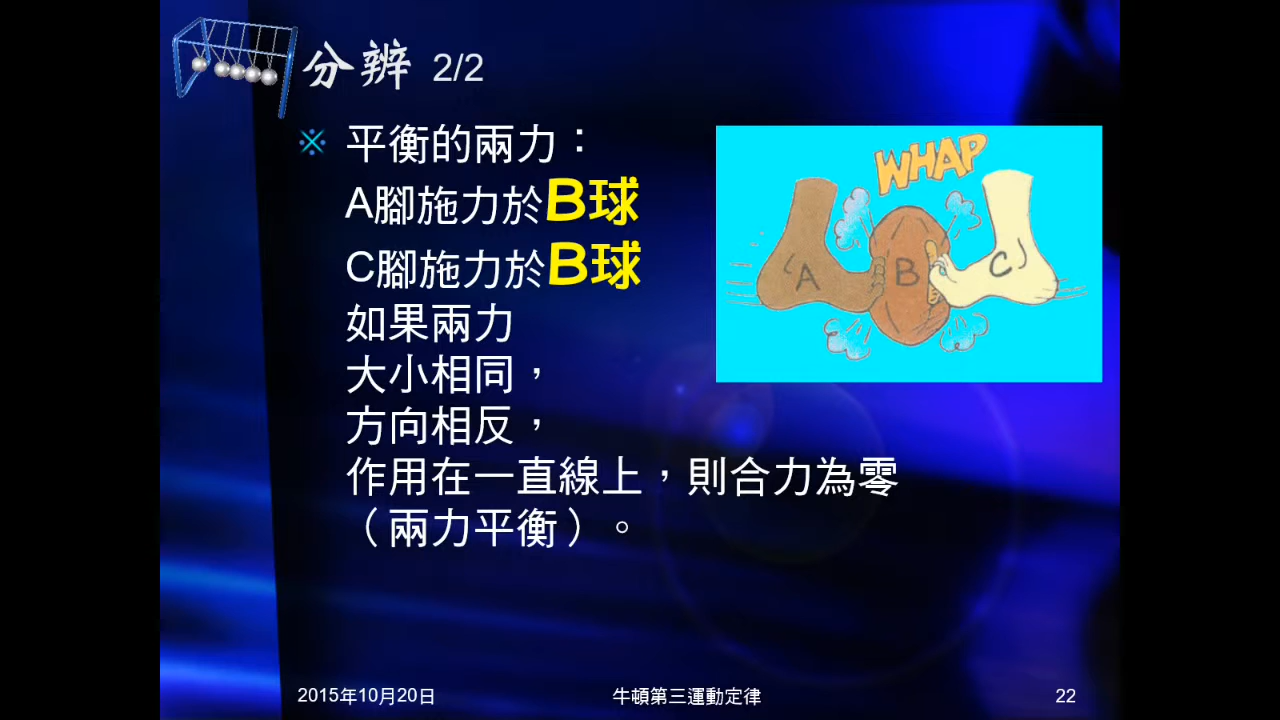 分辨 2/2
※ 平衡的兩力：
A腳施力於B球
C腳施力於B球
如果兩力
大小相同，
方向相反，
作用在一直線上，則合力為零
（兩力平衡）。
WHAP
A B C
2015年10月20日 牛頓第三運動定律 22